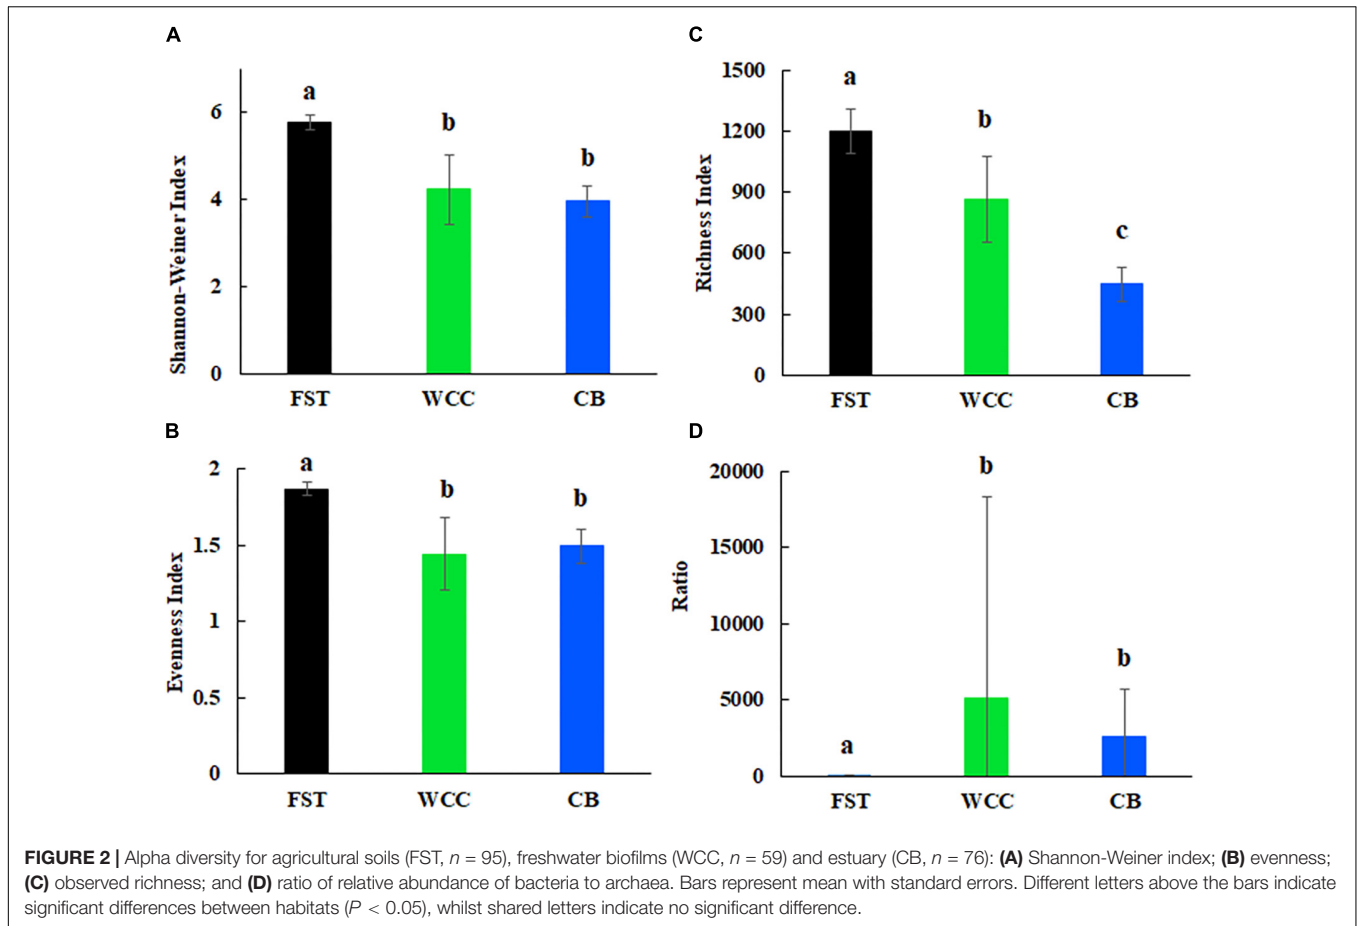 A
Shannon-Weiner Index
6
4
2
0
a
b
b
FST WCC CB
C
Richness Index
1500
1200
900
600
300
0
a
b
c
FST WCC CB
B
Evenness Index
2
1.5
1
0.5
0
a
b
b
FST WCC CB
D
Ratio
20000
15000
10000
5000
0
a
b
b
FST WCC CB
FIGURE 2 | Alpha diversity for agricultural soils (FST, n = 95), freshwater biofilms (WCC, n = 59) and estuary (CB, n = 76): (A) Shannon-Weiner index; (B) evenness;
(C) observed richness; and (D) ratio of relative abundance of bacteria to archaea. Bars represent mean with standard errors. Different letters above the bars indicate
significant differences between habitats (P < 0.05), whilst shared letters indicate no significant difference.